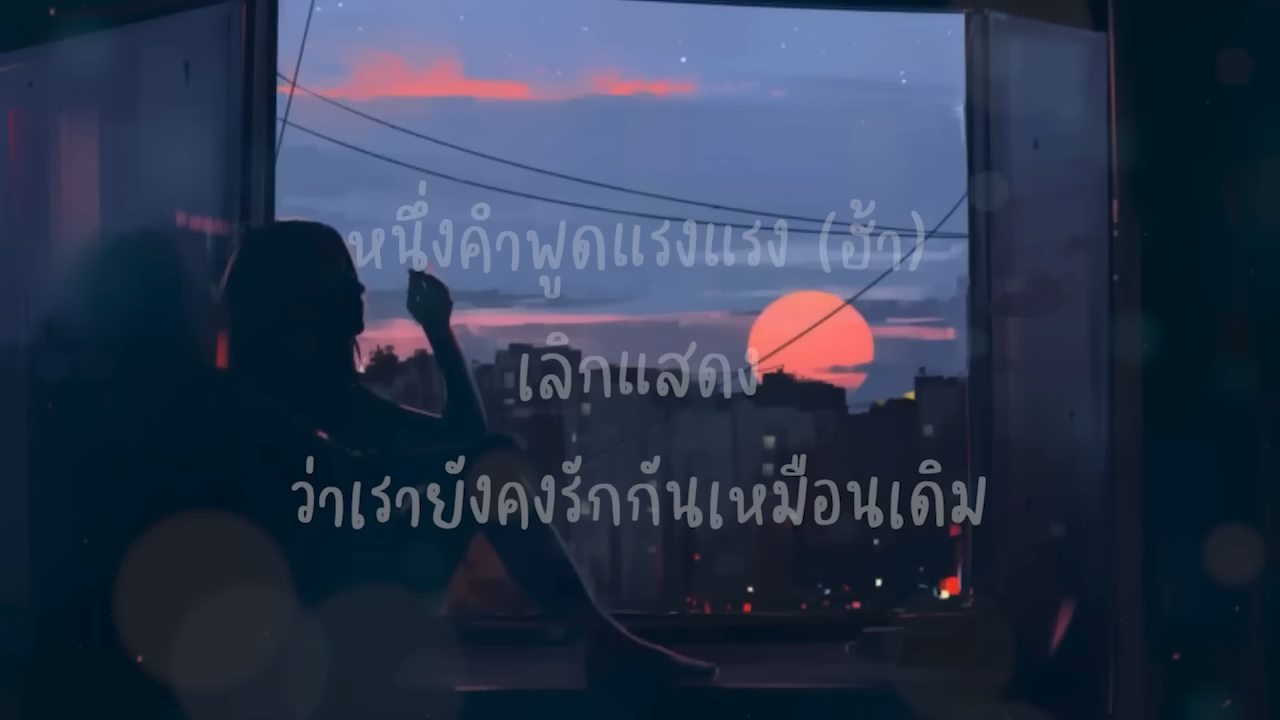 หนึ่งคำพูดแรงแรง (ฮ้า)
เลิกแสดง
ว่าเรายังคงรักกันเหมือนเดิม